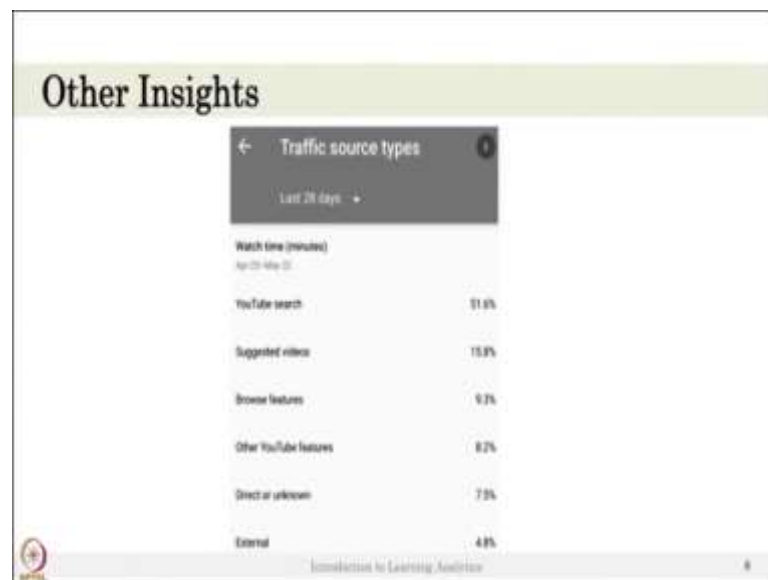 Other Insights
Traffic source types
Last 28 days
Watch time (minutes)
YouTube search 51.6%
Suggested videos 15.8%
Browse features 9.3%
Other YouTube features 8.2%
Direct or unknown 7.5%
External 4.8%
Introduction to Learning Analytics